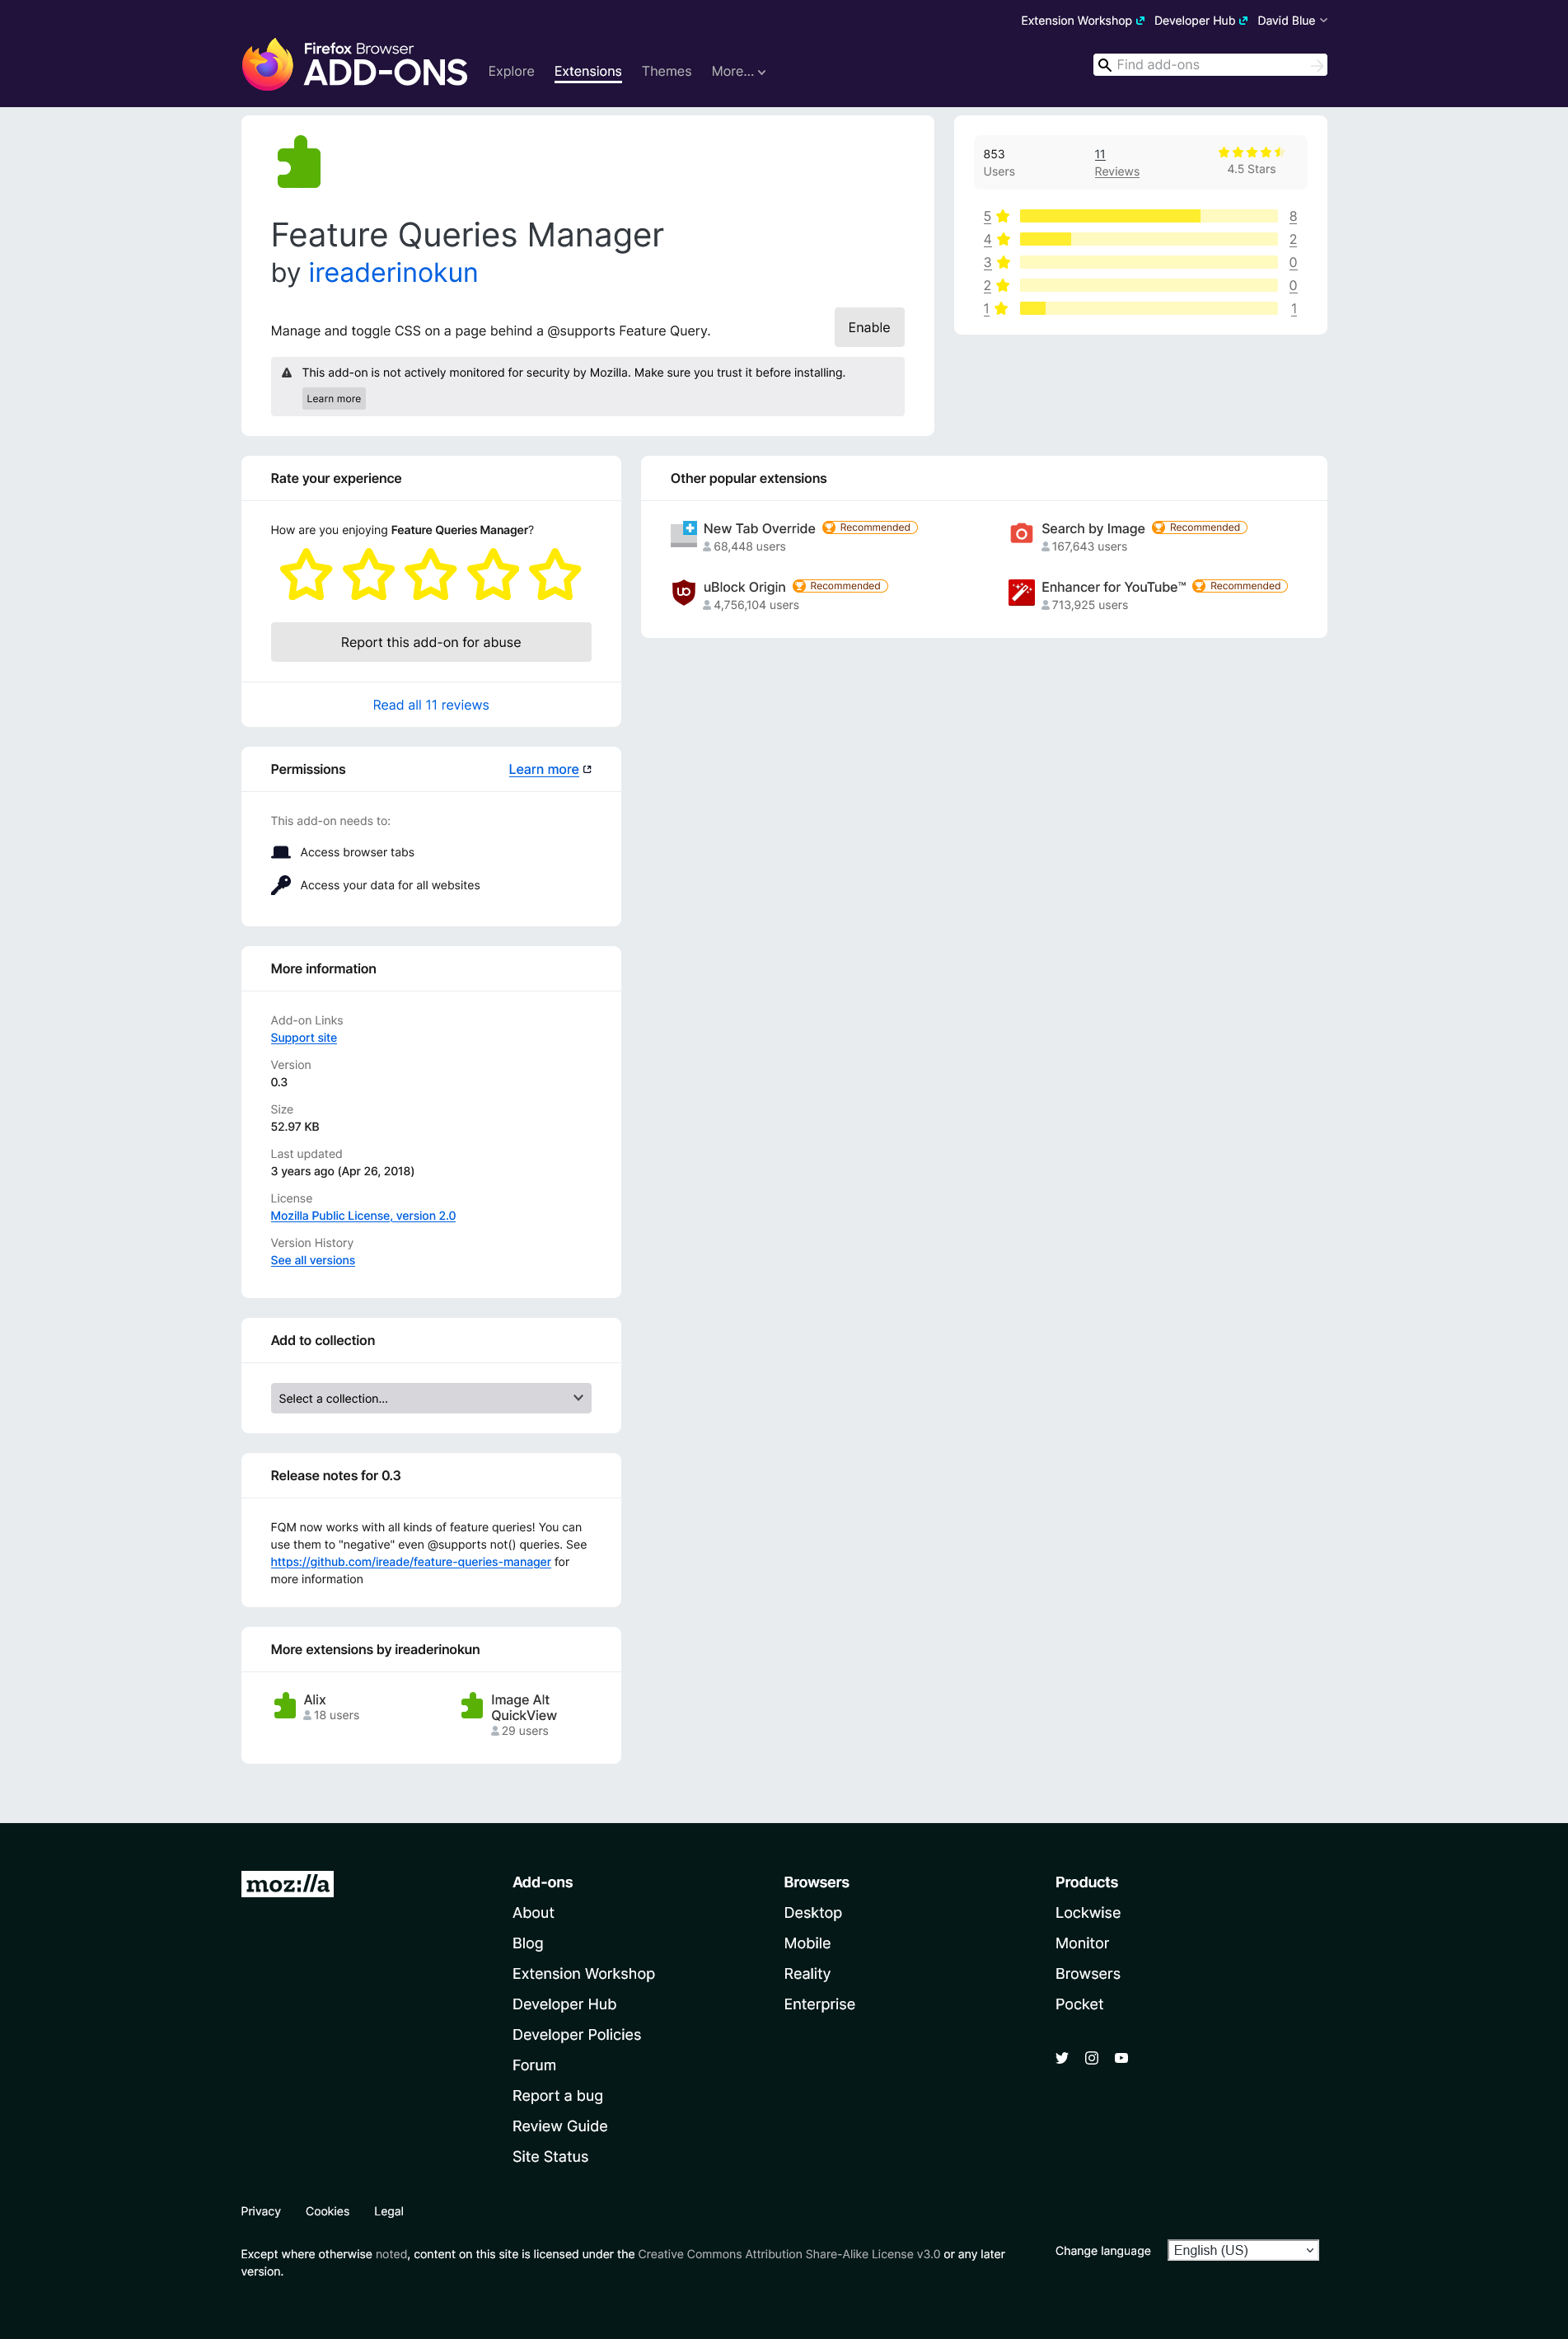 Extension Workshop Developer Hub David Blue
Firefox Browser
ADD-ONS
Explore Extensions Themes More...
Find add-ons
853
Users
11
Reviews
4.5 Stars
5 8
4 2
3 0
2 0
1 1
Feature Queries Manager
by ireaderinokun
Manage and toggle CSS on a page behind a @supports Feature Query.
Enable
This add-on is not actively monitored for security by Mozilla. Make sure you trust it before installing.
Learn more
Rate your experience
How are you enjoying Feature Queries Manager?
Report this add-on for abuse
Read all 11 reviews
Other popular extensions
New Tab Override Recommended
68,448 users
Search by Image Recommended
167,643 users
uBlock Origin Recommended
4,756,104 users
Enhancer for YouTube™ Recommended
713,925 users
Permissions Learn more
This add-on needs to:
Access browser tabs
Access your data for all websites
More information
Add-on Links
Support site
Version
0.3
Size
52.97 KB
Last updated
3 years ago (Apr 26, 2018)
License
Mozilla Public License, version 2.0
Version History
See all versions
Add to collection
Select a collection...
Release notes for 0.3
FQM now works with all kinds of feature queries! You can
use them to "negative" even @supports not() queries. See
https://github.com/ireade/feature-queries-manager for
more information
More extensions by ireaderinokun
Alix
18 users
Image Alt
QuickView
29 users
moz://a
Add-ons
About
Blog
Extension Workshop
Developer Hub
Developer Policies
Forum
Report a bug
Review Guide
Site Status
Browsers
Desktop
Mobile
Reality
Enterprise
Products
Lockwise
Monitor
Browsers
Pocket
Privacy Cookies Legal
Except where otherwise noted, content on this site is licensed under the Creative Commons Attribution Share-Alike License v3.0 or any later
version.
Change language English (US)